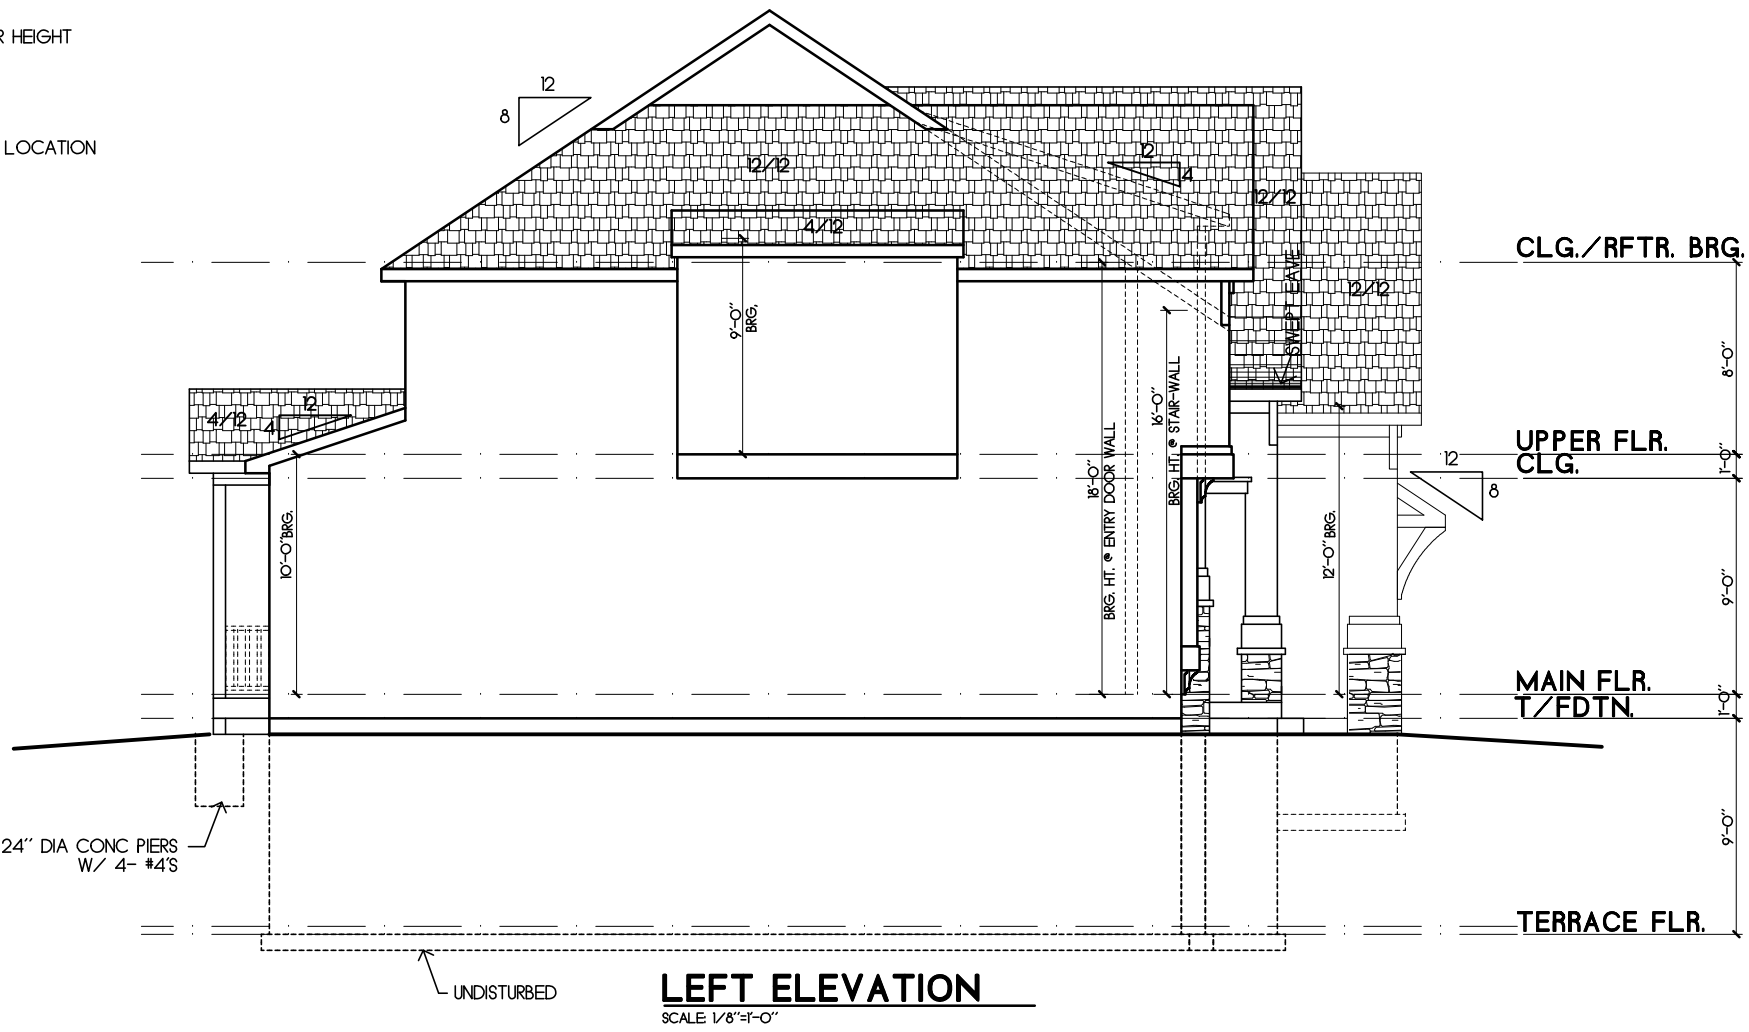 R HEIGHT
LOCATION
12
8
12/12
12
4
12/12
4/12
CLG./RFTR. BRG.
SWEPT EAVE
12/12
9'-0"
BRG.
8'-0"
16'-0"
BRG. HT. @ STAIR-WALL
12
4/12
4
18'-0"
BRG. HT. @ ENTRY DOOR WALL
UPPER FLR.
CLG.
1'-0"
12
8
10'-0" BRG.
12'-0" BRG.
9'-0"
MAIN FLR.
T/FDTN.
1'-0"
24" DIA CONC PIERS
W/ 4- #4'S
9'-0"
TERRACE FLR.
UNDISTURBED
LEFT ELEVATION
SCALE: 1/8"=1'-0"